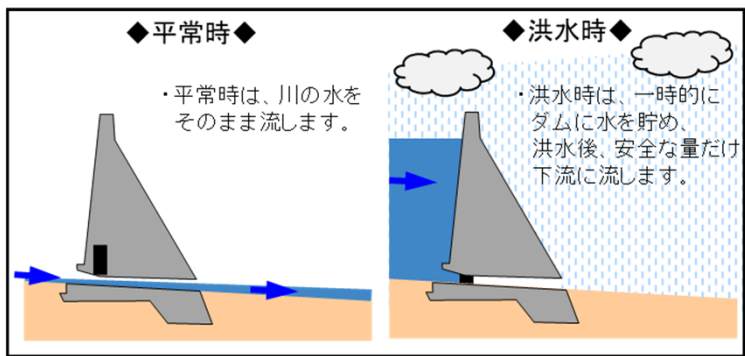 ◆平常時◆
・平常時は、川の水を
そのまま流します。
◆洪水時◆
・洪水時は、一時的に
ダムに水を貯め、
洪水後、安全な量だけ
下流に流します。